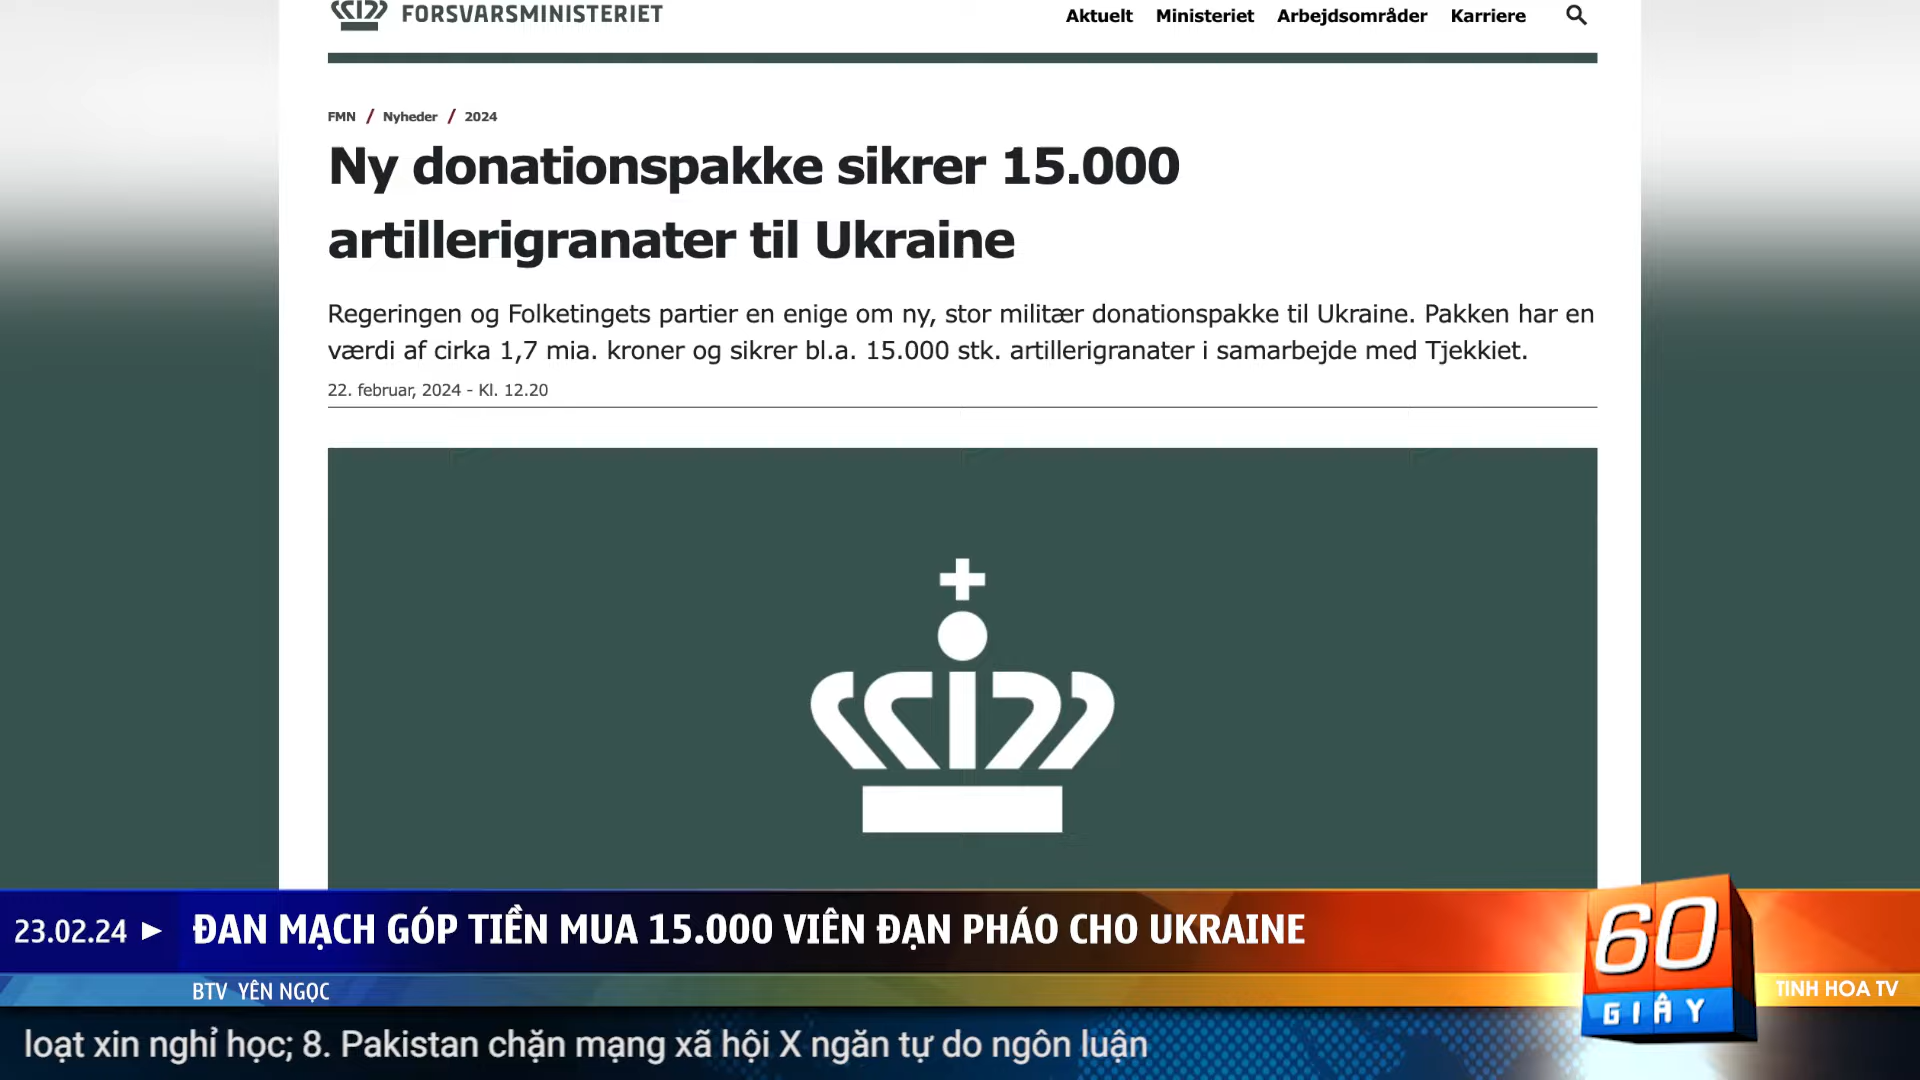 FORSVARSMINISTERIET
Aktuelt Ministeriet Arbejdsområder Karriere
FMN / Nyheder / 2024
Ny donationspakke sikrer 15.000
artillerigranater til Ukraine
Regeringen og Folketingets partier en enige om ny, stor militær donationspakke til Ukraine. Pakken har en
værdi af cirka 1,7 mia. kroner og sikrer bl.a. 15.000 stk. artillerigranater i samarbejde med Tjekkiet.
22. februar, 2024 - Kl. 12.20
23.02.24 ► ĐAN MẠCH GÓP TIỀN MUA 15.000 VIÊN ĐẠN PHÁO CHO UKRAINE
BTV YÊN NGỌC
60
GIÂY
TINH HOA TV
loạt xin nghỉ học; 8. Pakistan chặn mạng xã hội X ngăn tự do ngôn luận